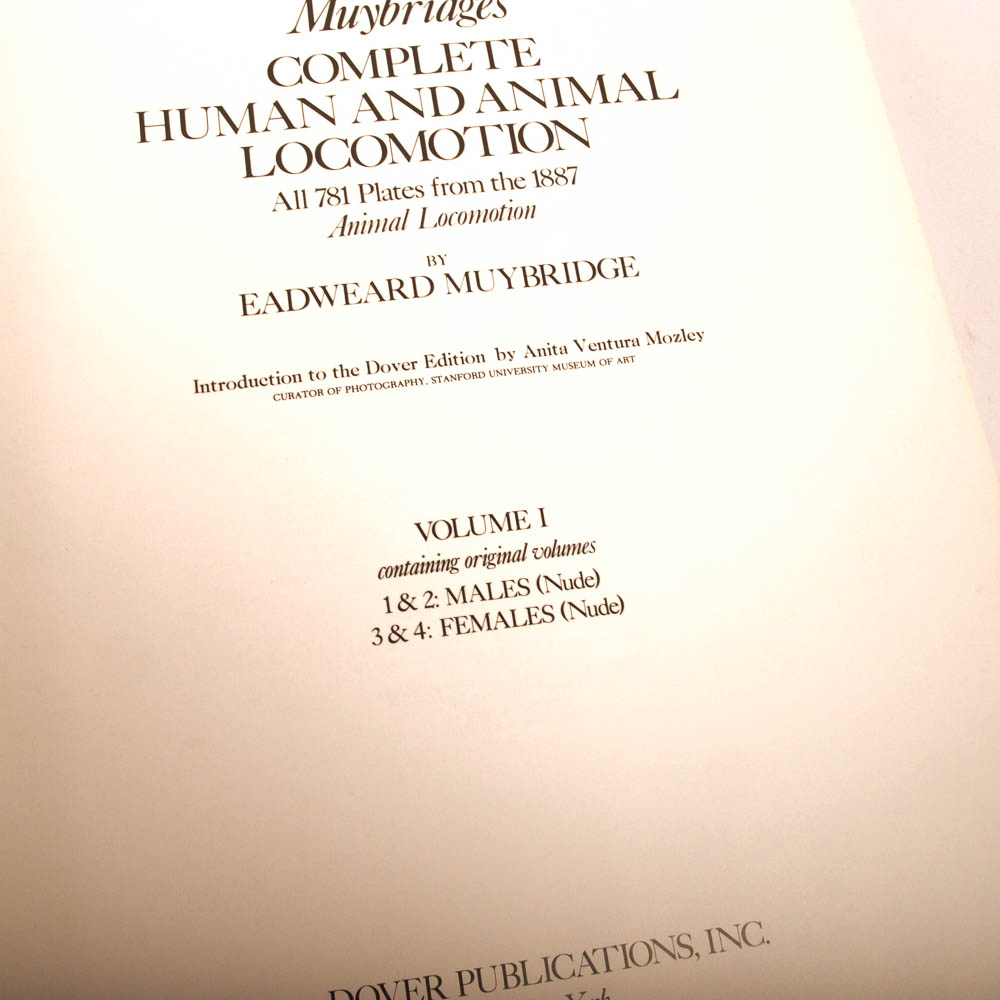 Muybridges
COMPLETE
HUMAN AND ANIMAL
LOCOMOTION
All 781 Plates from the 1887
Animal Locomotion
BY
EADWEARD MUYBRIDGE
Introduction to the Dover Edition by Anita Ventura Mozley
CURATOR OF PHOTOGRAPHY, STANFORD UNIVERSITY MUSEUM OF ART
VOLUME I
containing original volumes
1 & 2: MALES (Nude)
3 & 4: FEMALES (Nude)
DOVER PUBLICATIONS, INC.